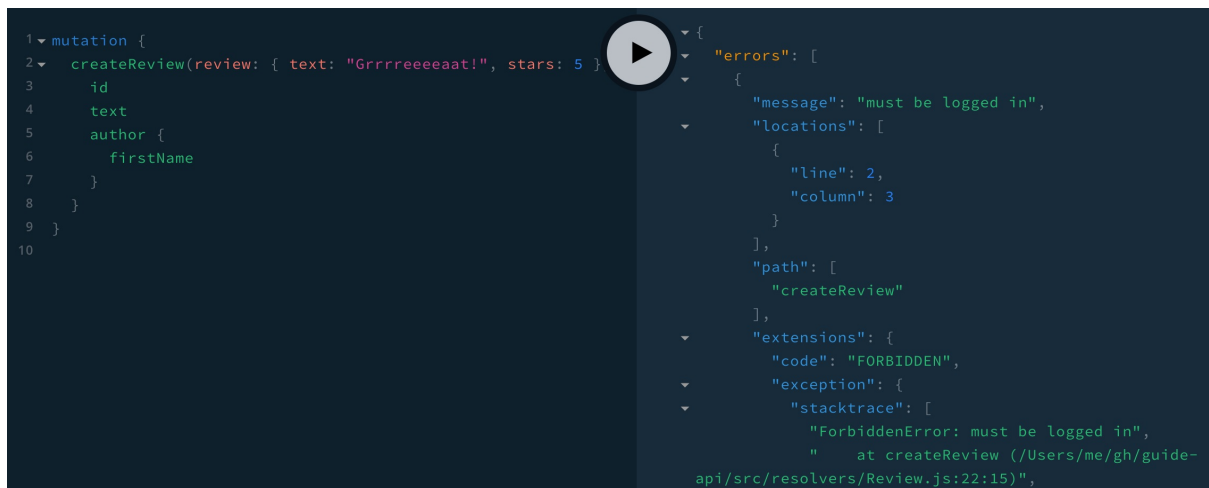 1 mutation {
2 createReview(review: { text: "Grrrreeeeaat!", stars: 5 }
3 id
4 text
5 author {
6 firstName
7 }
8 }
9 }
10
{
"errors": [
{
"message": "must be logged in",
"locations": [
{
"line": 2,
"column": 3
}
],
"path": [
"createReview"
],
"extensions": {
"code": "FORBIDDEN",
"exception": {
"stacktrace": [
"ForbiddenError: must be logged in",
"    at createReview (/Users/me/gh/guide-
api/src/resolvers/Review.js:22:15)",